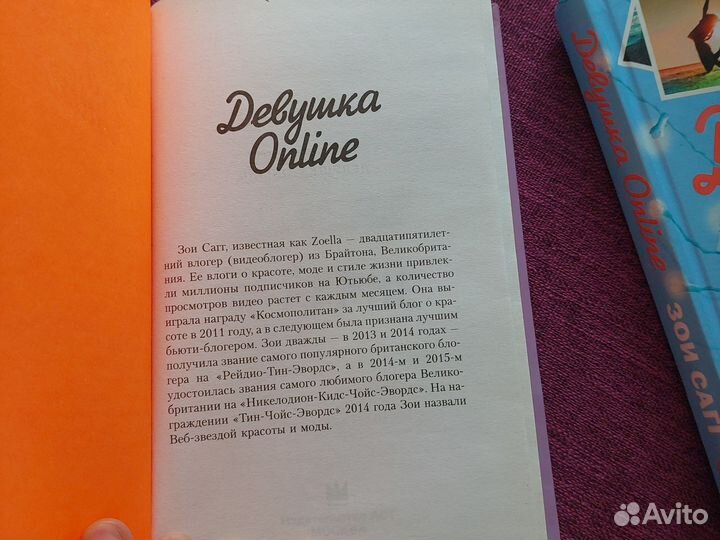 Девушка
Online
Зои Сагг, известная как Zoella — двадцатипятилет-
ний влогер (видеоблогер) из Брайтона, Великобрита-
ния. Ее влоги о красоте, моде и стиле жизни привлек-
ли миллионы подписчиков на Ютьюбе, а количество
просмотров видео растет с каждым месяцем. Она вы-
играла награду «Космополитан» за лучший блог о кра-
соте в 2011 году, а в следующем была признана лучшим
бьюти-блогером. Зои дважды — в 2013 и 2014 годах —
получила звание самого популярного британского бло-
гера на «Рейдио-Тин-Эвордс», а в 2014-м и 2015-м
удостоилась звания самого любимого блогера Велико-
британии на «Никелодион-Кидс-Чойс-Эвордс». На на-
граждении «Тин-Чойс-Эвордс» 2014 года Зои назвали
Веб-звездой красоты и моды.
Девушка Online ЗОИ САГГ
Avito